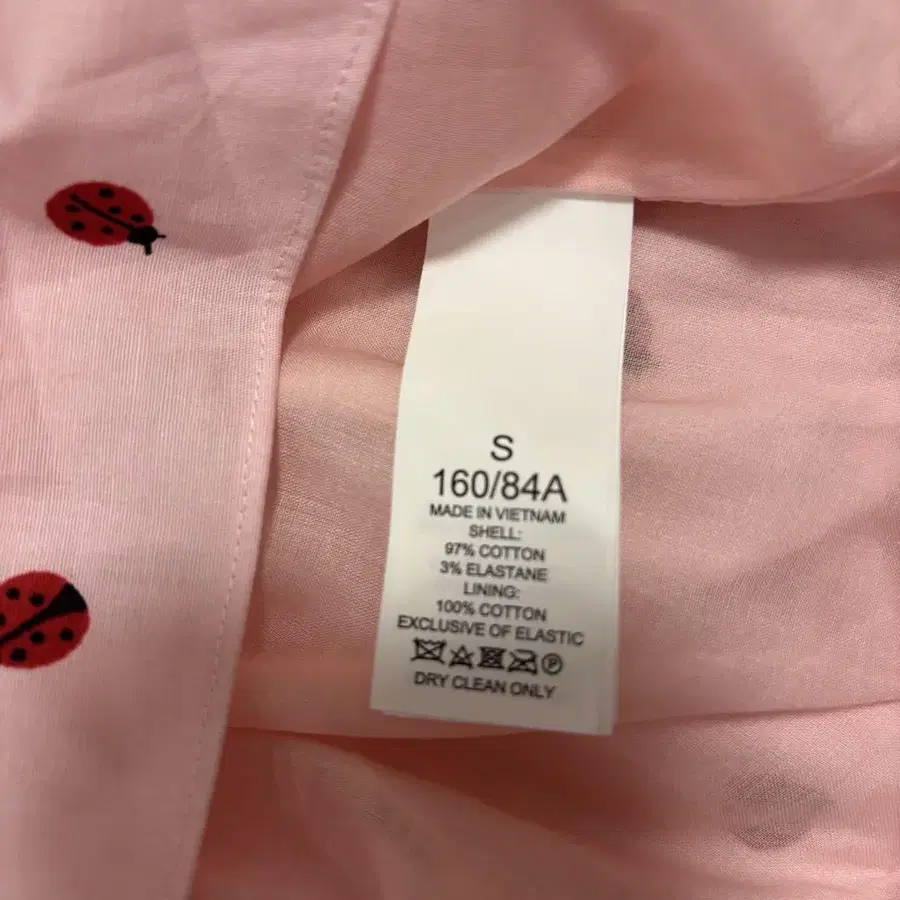 S
160/84A
MADE IN VIETNAM
SHELL:
97% COTTON
3% ELASTANE
LINING:
100% COTTON
EXCLUSIVE OF ELASTIC
P
DRY CLEAN ONLY